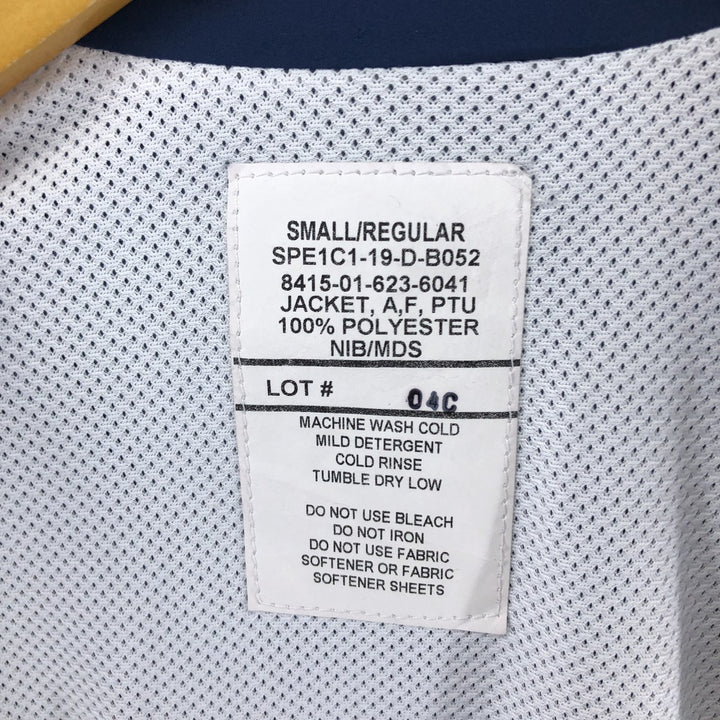 SMALL/REGULAR
SPE1C1-19-D-B052
8415-01-623-6041
JACKET, A,F, PTU
100% POLYESTER
NIB/MDS
LOT # 04C
MACHINE WASH COLD
MILD DETERGENT
COLD RINSE
TUMBLE DRY LOW
DO NOT USE BLEACH
DO NOT IRON
DO NOT USE FABRIC
SOFTENER OR FABRIC
SOFTENER SHEETS